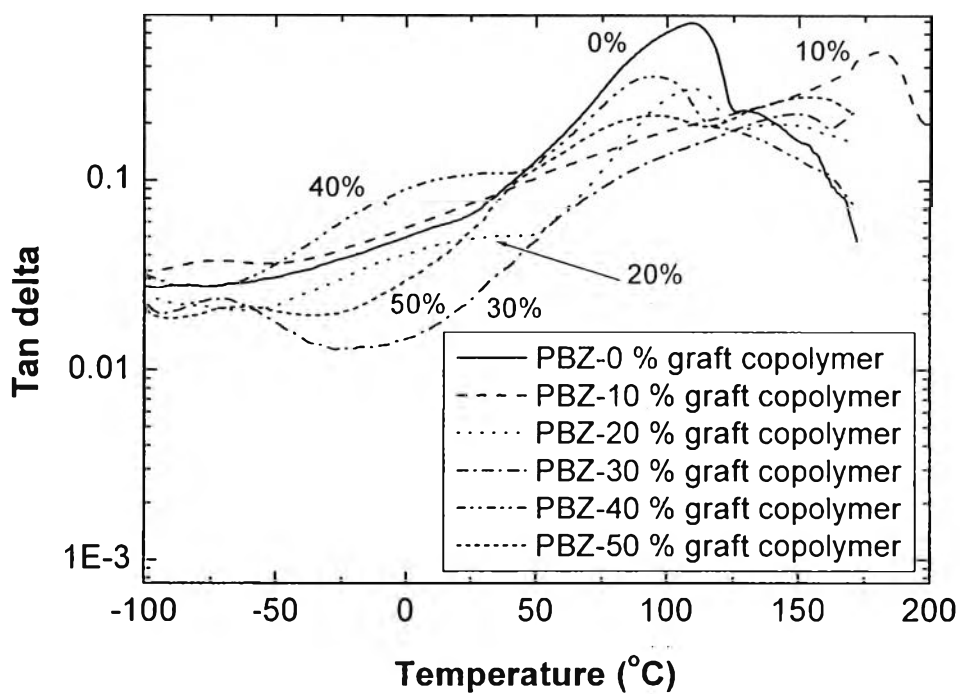 0%
10%
0.1
40%
20%
50%
30%
0.01
1E-3
Tan delta
PBZ-0 % graft copolymer
PBZ-10 % graft copolymer
PBZ-20 % graft copolymer
PBZ-30 % graft copolymer
PBZ-40 % graft copolymer
PBZ-50 % graft copolymer
-100 -50 0 50 100 150 200
Temperature (°C)